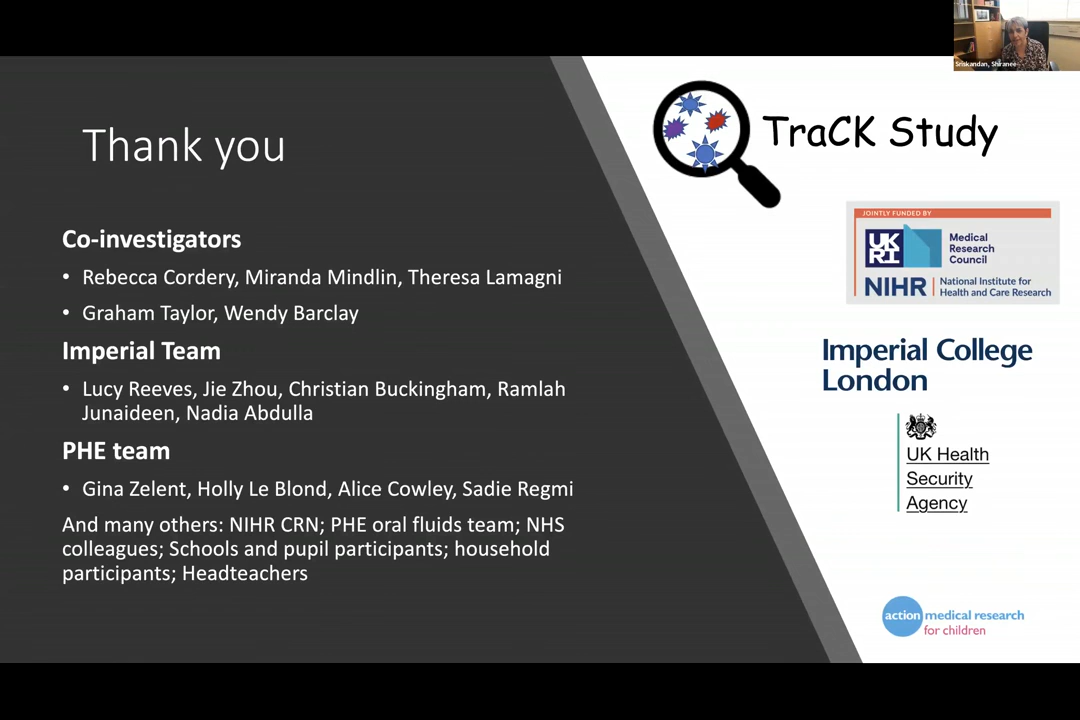 Sriskandan, Shiranee
Thank you
TraCK Study
Co-investigators
• Rebecca Cordery, Miranda Mindlin, Theresa Lamagni
• Graham Taylor, Wendy Barclay
Imperial Team
• Lucy Reeves, Jie Zhou, Christian Buckingham, Ramlah
Junaideen, Nadia Abdulla
PHE team
• Gina Zelent, Holly Le Blond, Alice Cowley, Sadie Regmi
And many others: NIHR CRN; PHE oral fluids team; NHS
colleagues; Schools and pupil participants; household
participants; Headteachers
JOINTLY FUNDED BY
UK
RI
Medical
Research
Council
NIHR | National Institute for
Health and Care Research
Imperial College
London
UK Health
Security
Agency
action medical research
for children